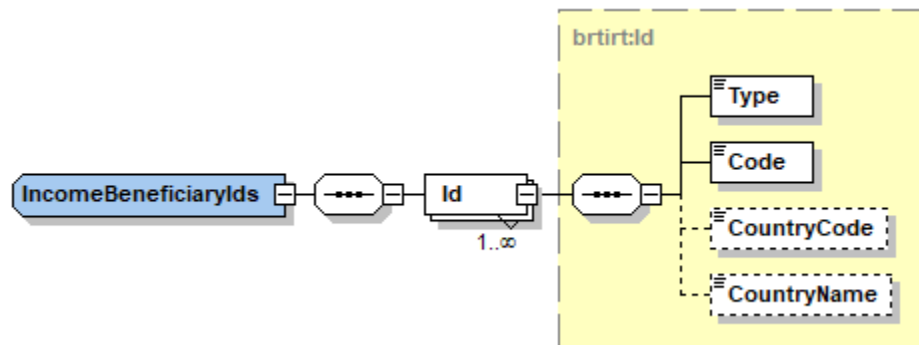 brtirt:Id
Type
Code
IncomeBeneficiaryIds
Id
1..∞
CountryCode
CountryName